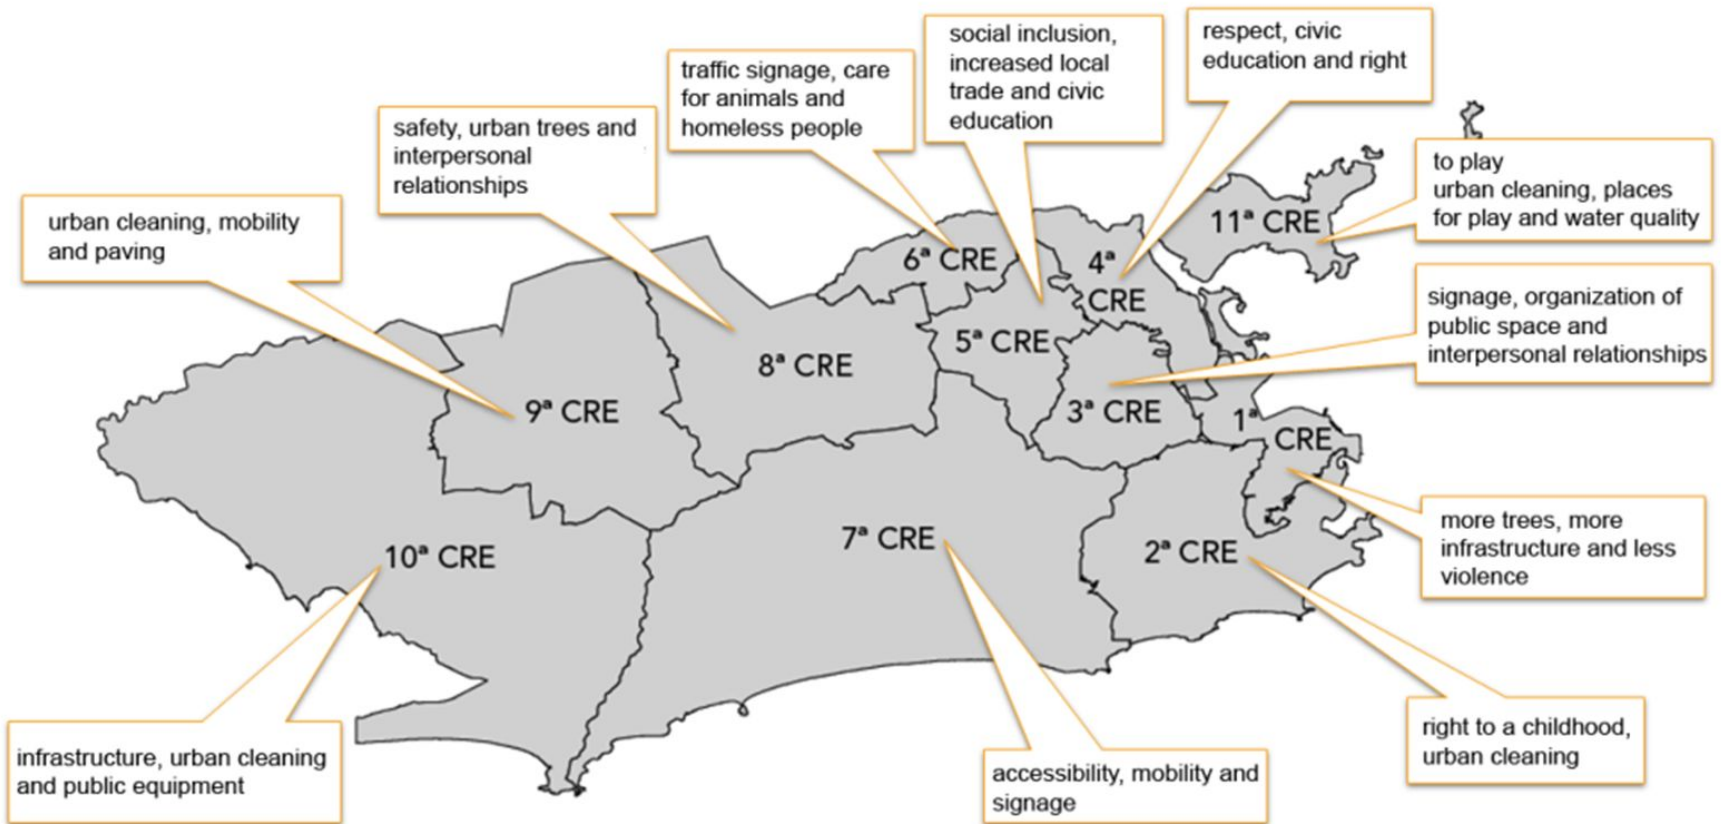 social inclusion,
increased local
trade and civic
education
respect, civic
education and right
traffic signage, care
for animals and
homeless people
safety, urban trees and
interpersonal
relationships
to play
urban cleaning, places
for play and water quality
urban cleaning, mobility
and paving
signage, organization of
public space and
interpersonal relationships
11ª CRE
6ª CRE
4ª
CRE
5ª CRE
8ª CRE
9ª CRE
3ª CRE
1ª
CRE
7ª CRE
2ª CRE
10ª CRE
more trees, more
infrastructure and less
violence
right to a childhood,
urban cleaning
infrastructure, urban cleaning
and public equipment
accessibility, mobility and
signage